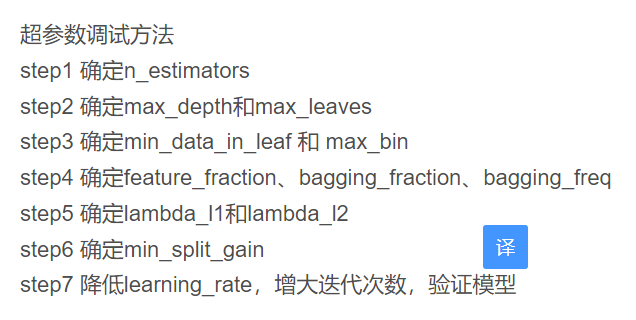 超参数调试方法
step1 确定n_estimators
step2 确定max_depth和max_leaves
step3 确定min_data_in_leaf 和 max_bin
step4 确定feature_fraction、bagging_fraction、bagging_freq
step5 确定lambda_l1和lambda_l2
step6 确定min_split_gain
译
step7 降低learning_rate，增大迭代次数，验证模型